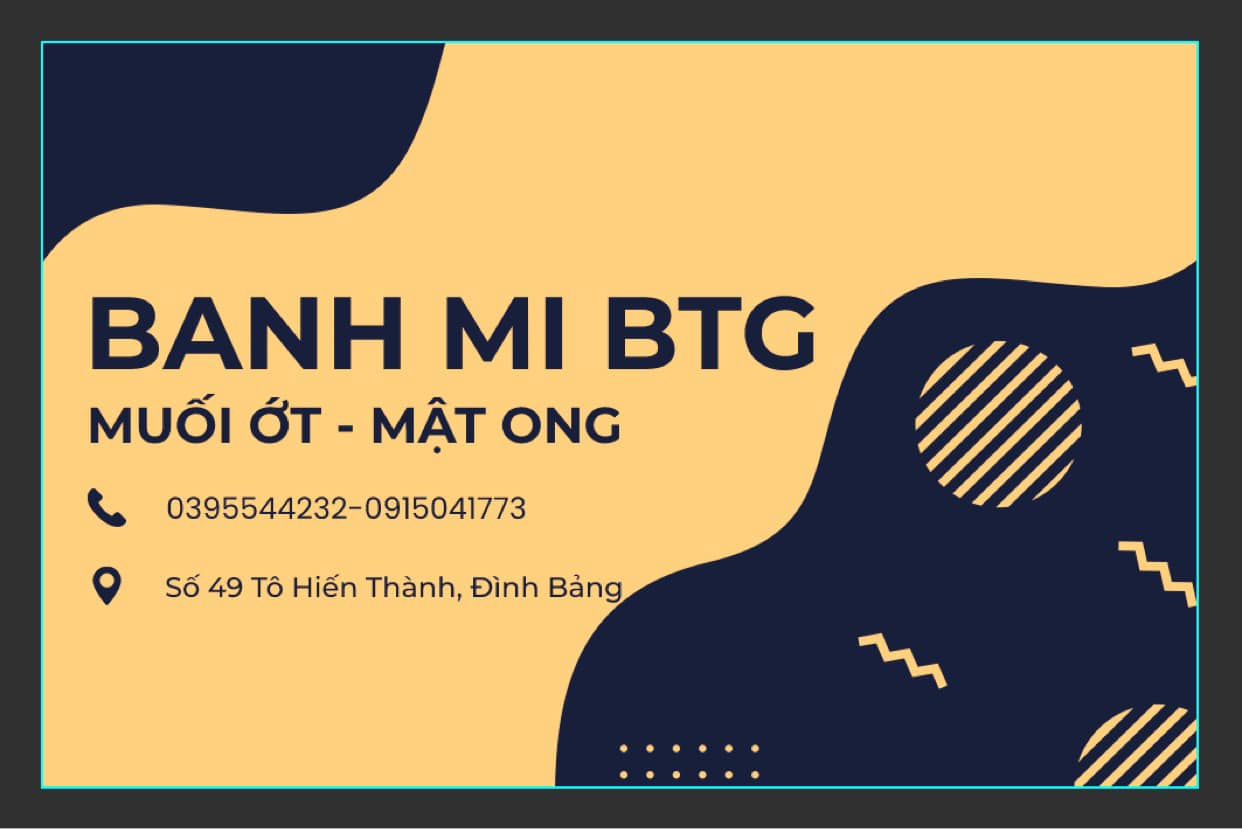 BANH MI BTG
MUỐI ỚT - MẬT ONG
0395544232-0915041773
Số 49 Tô Hiến Thành, Đình Bảng